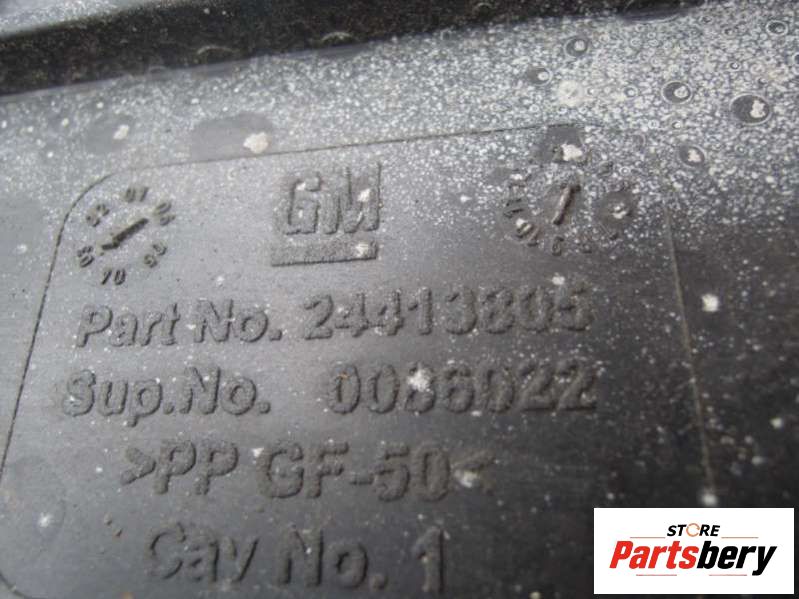 GM
Part No. 24413805
Sup.No. 0086022
>PP GF-50<
Cav No. 1
STORE
Partsbery